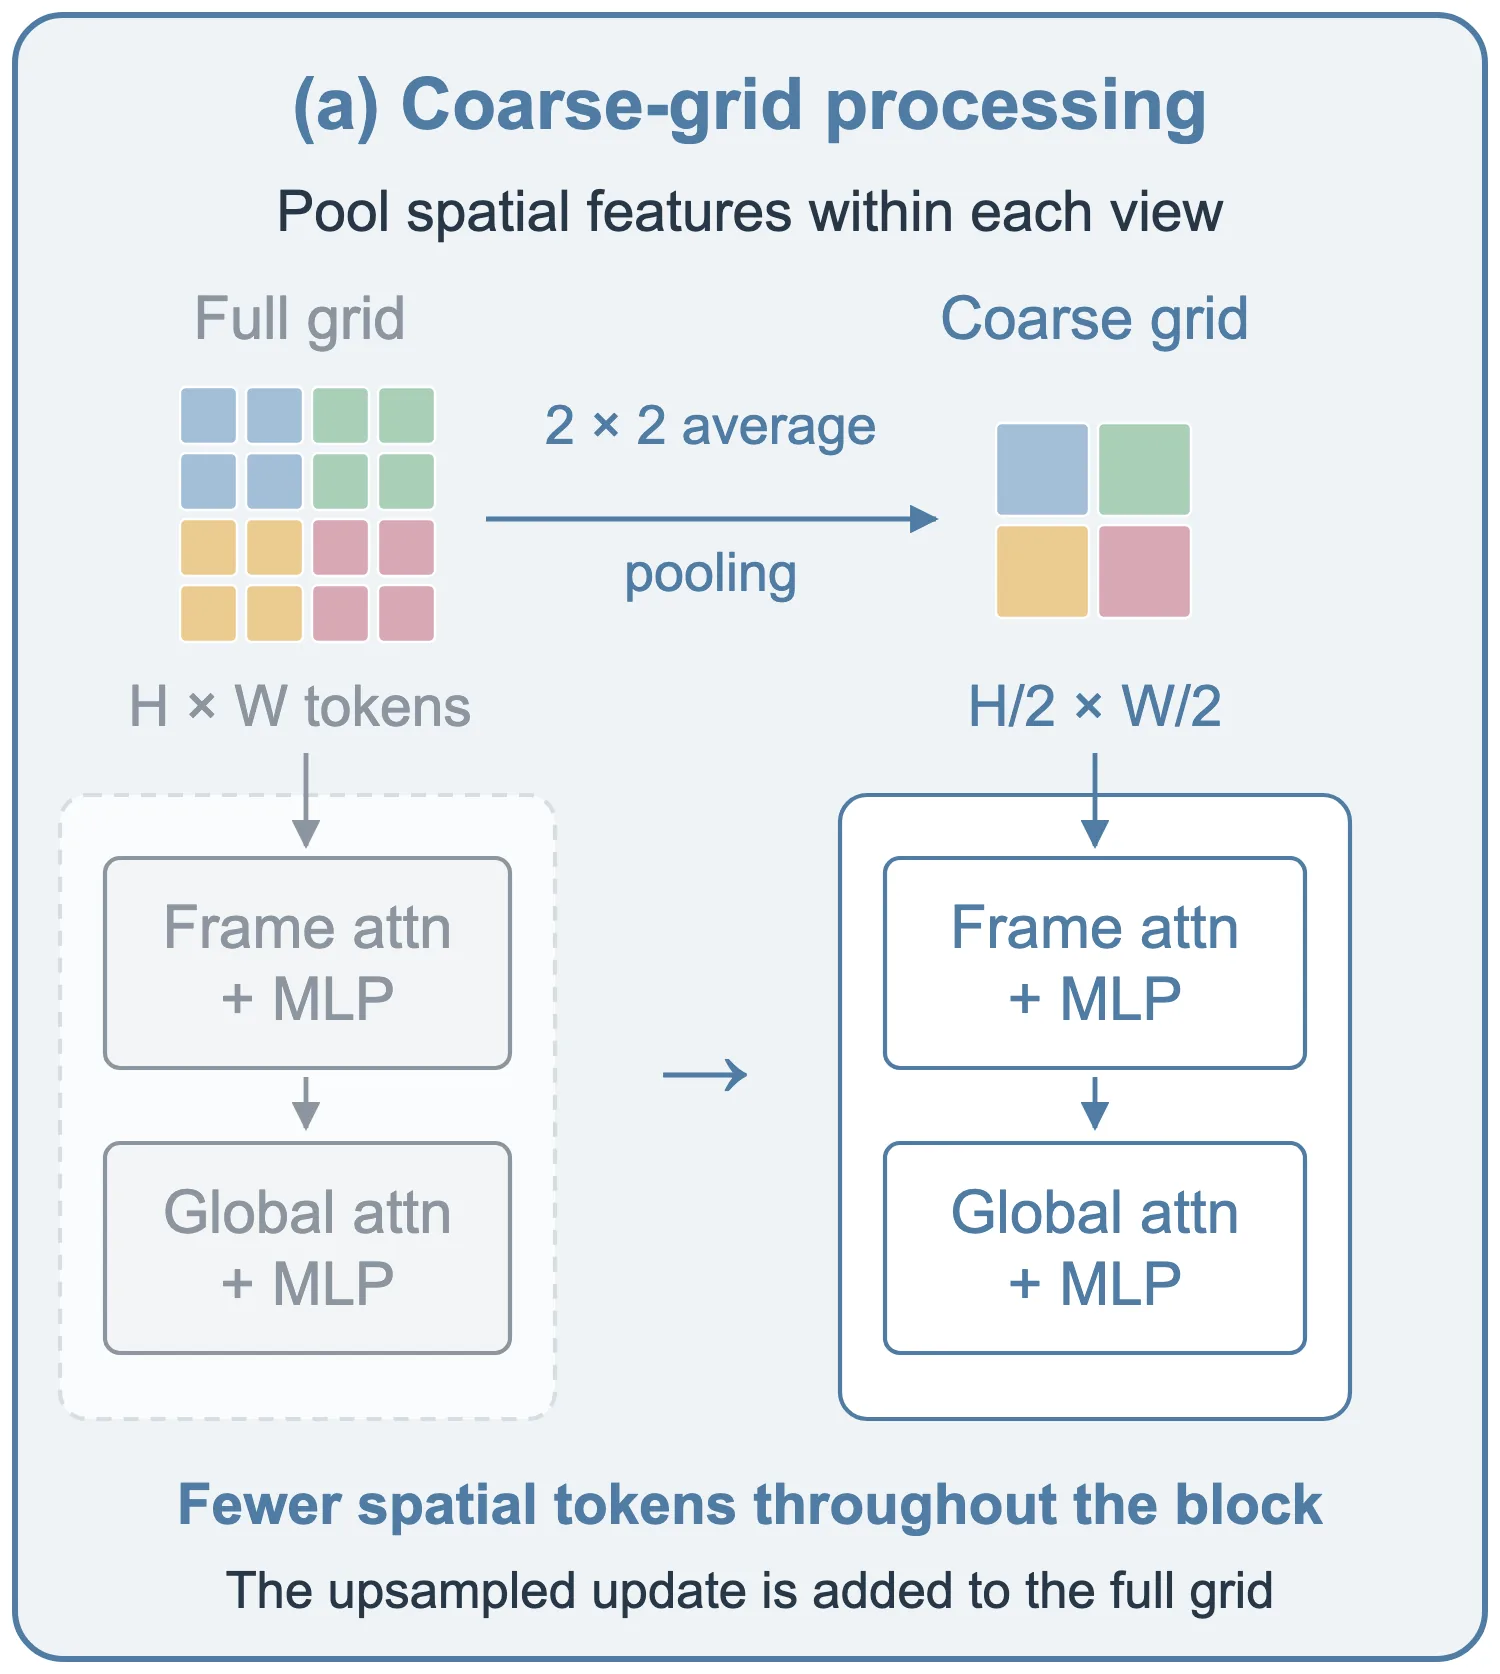 (a) Coarse-grid processing
Pool spatial features within each view
Full grid
Coarse grid
2 × 2 average
pooling
H × W tokens
H/2 × W/2
Frame attn
+ MLP
Global attn
+ MLP
→
Frame attn
+ MLP
Global attn
+ MLP
Fewer spatial tokens throughout the block
The upsampled update is added to the full grid